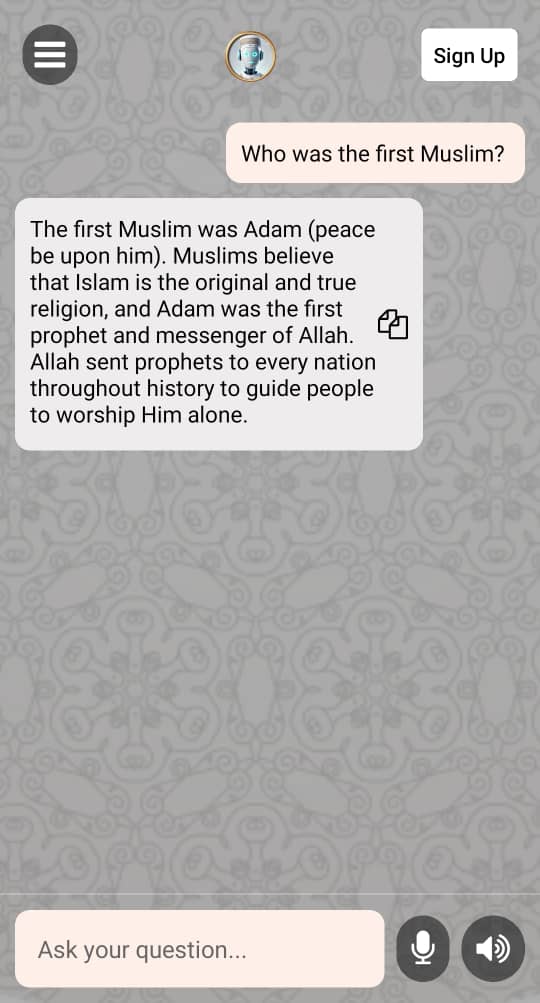 Sign Up
Who was the first Muslim?
The first Muslim was Adam (peace
be upon him). Muslims believe
that Islam is the original and true
religion, and Adam was the first
prophet and messenger of Allah.
Allah sent prophets to every nation
throughout history to guide people
to worship Him alone.
Ask your question...